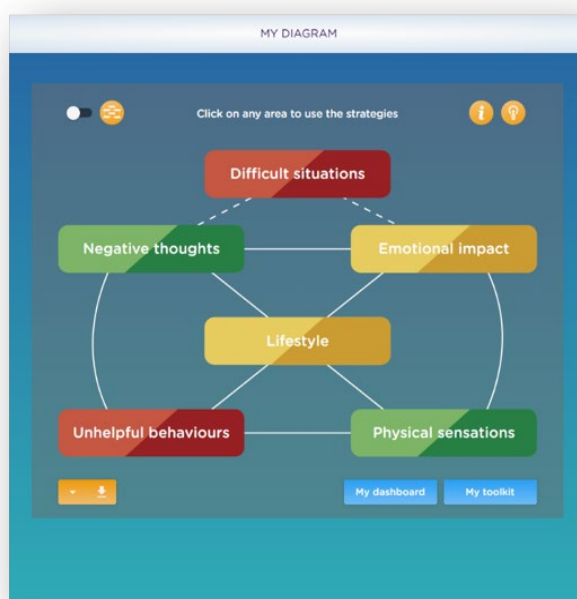 MY DIAGRAM
Click on any area to use the strategies
i
Difficult situations
Negative thoughts
Emotional impact
Lifestyle
Unhelpful behaviours
Physical sensations
My dashboard
My toolkit